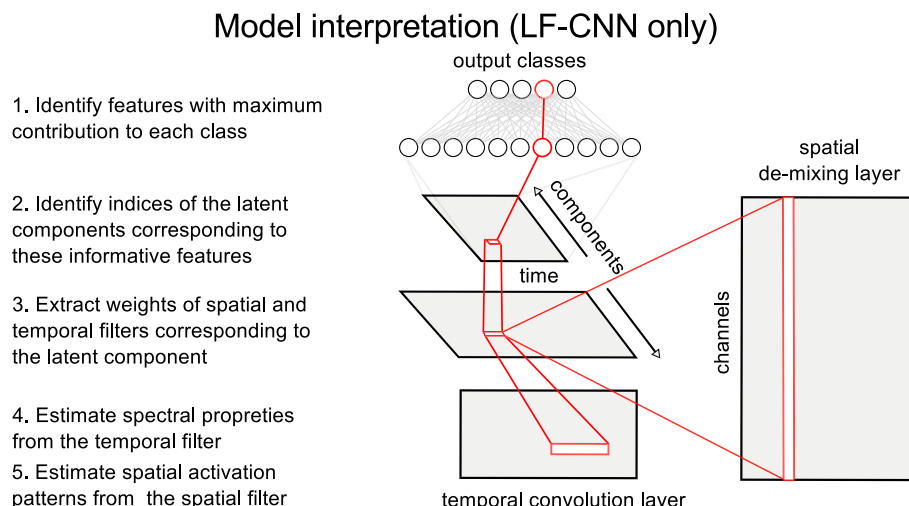 Model interpretation (LF-CNN only)
output classes
1. Identify features with maximum
contribution to each class
spatial
de-mixing layer
2. Identify indices of the latent
components corresponding to
these informative features
components
time
3. Extract weights of spatial and
temporal filters corresponding to
the latent component
channels
4. Estimate spectral propreties
from the temporal filter
5. Estimate spatial activation
patterns from the spatial filter
temporal convolution layer